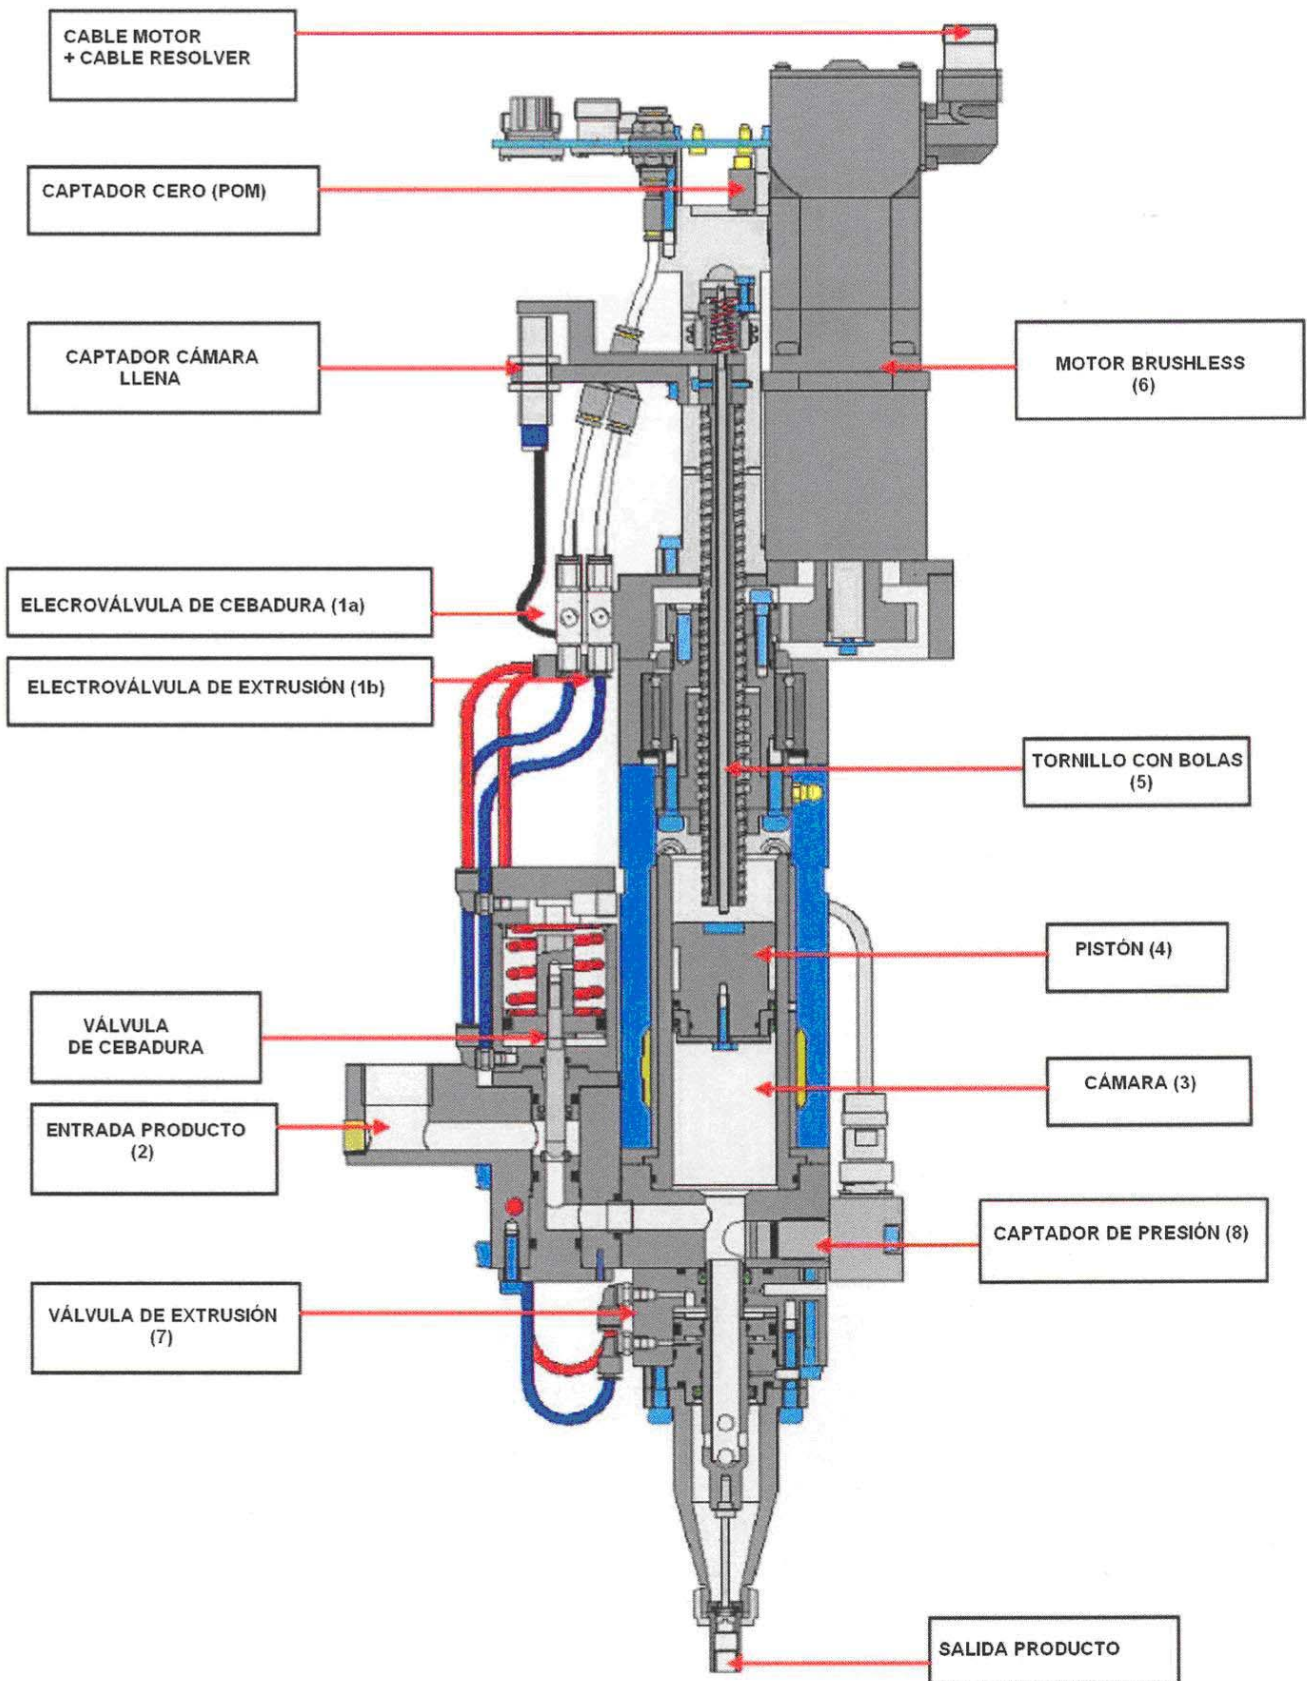 CABLE MOTOR
+ CABLE RESOLVER
CAPTADOR CERO (POM)
CAPTADOR CÁMARA
LLENA
MOTOR BRUSHLESS
(6)
ELECROVÁLVULA DE CEBADURA (1a)
ELECTROVÁLVULA DE EXTRUSIÓN (1b)
TORNILLO CON BOLAS
(5)
PISTÓN (4)
VÁLVULA
DE CEBADURA
CÁMARA (3)
ENTRADA PRODUCTO
(2)
CAPTADOR DE PRESIÓN (8)
VÁLVULA DE EXTRUSIÓN
(7)
SALIDA PRODUCTO